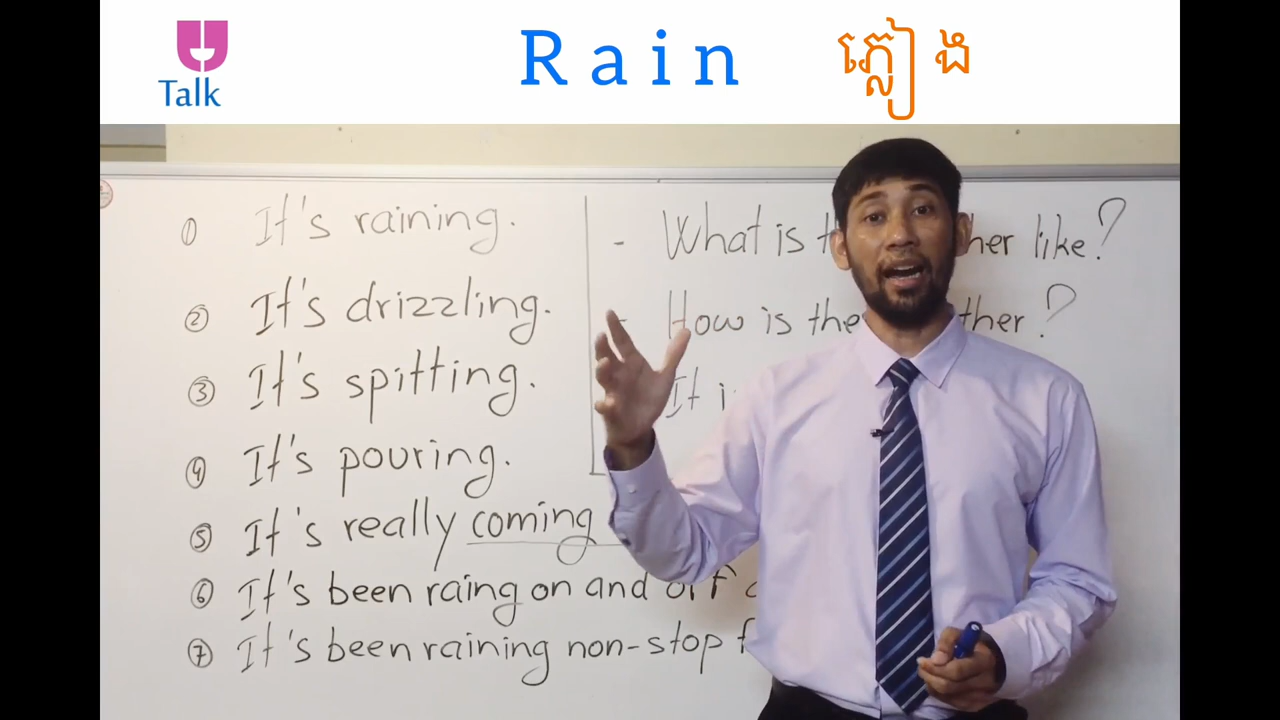 Talk
Rain ភ្លៀង
① It's raining.
② It's drizzling.
③ It's spitting.
④ It's pouring.
⑤ It's really coming
⑥ It's been raing on and off
⑦ It's been raining non-stop
- What is like?
- How is the
It